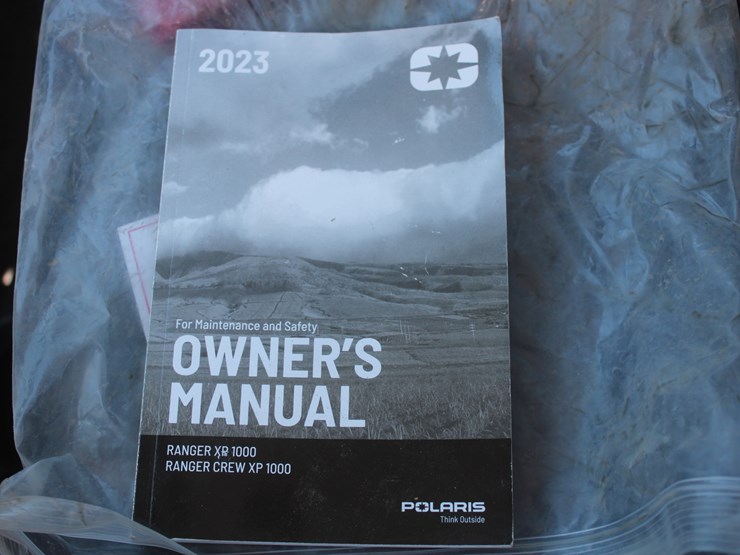 2023
For Maintenance and Safety
OWNER'S
MANUAL
RANGER XP 1000
RANGER CREW XP 1000
POLARIS
Think Outside